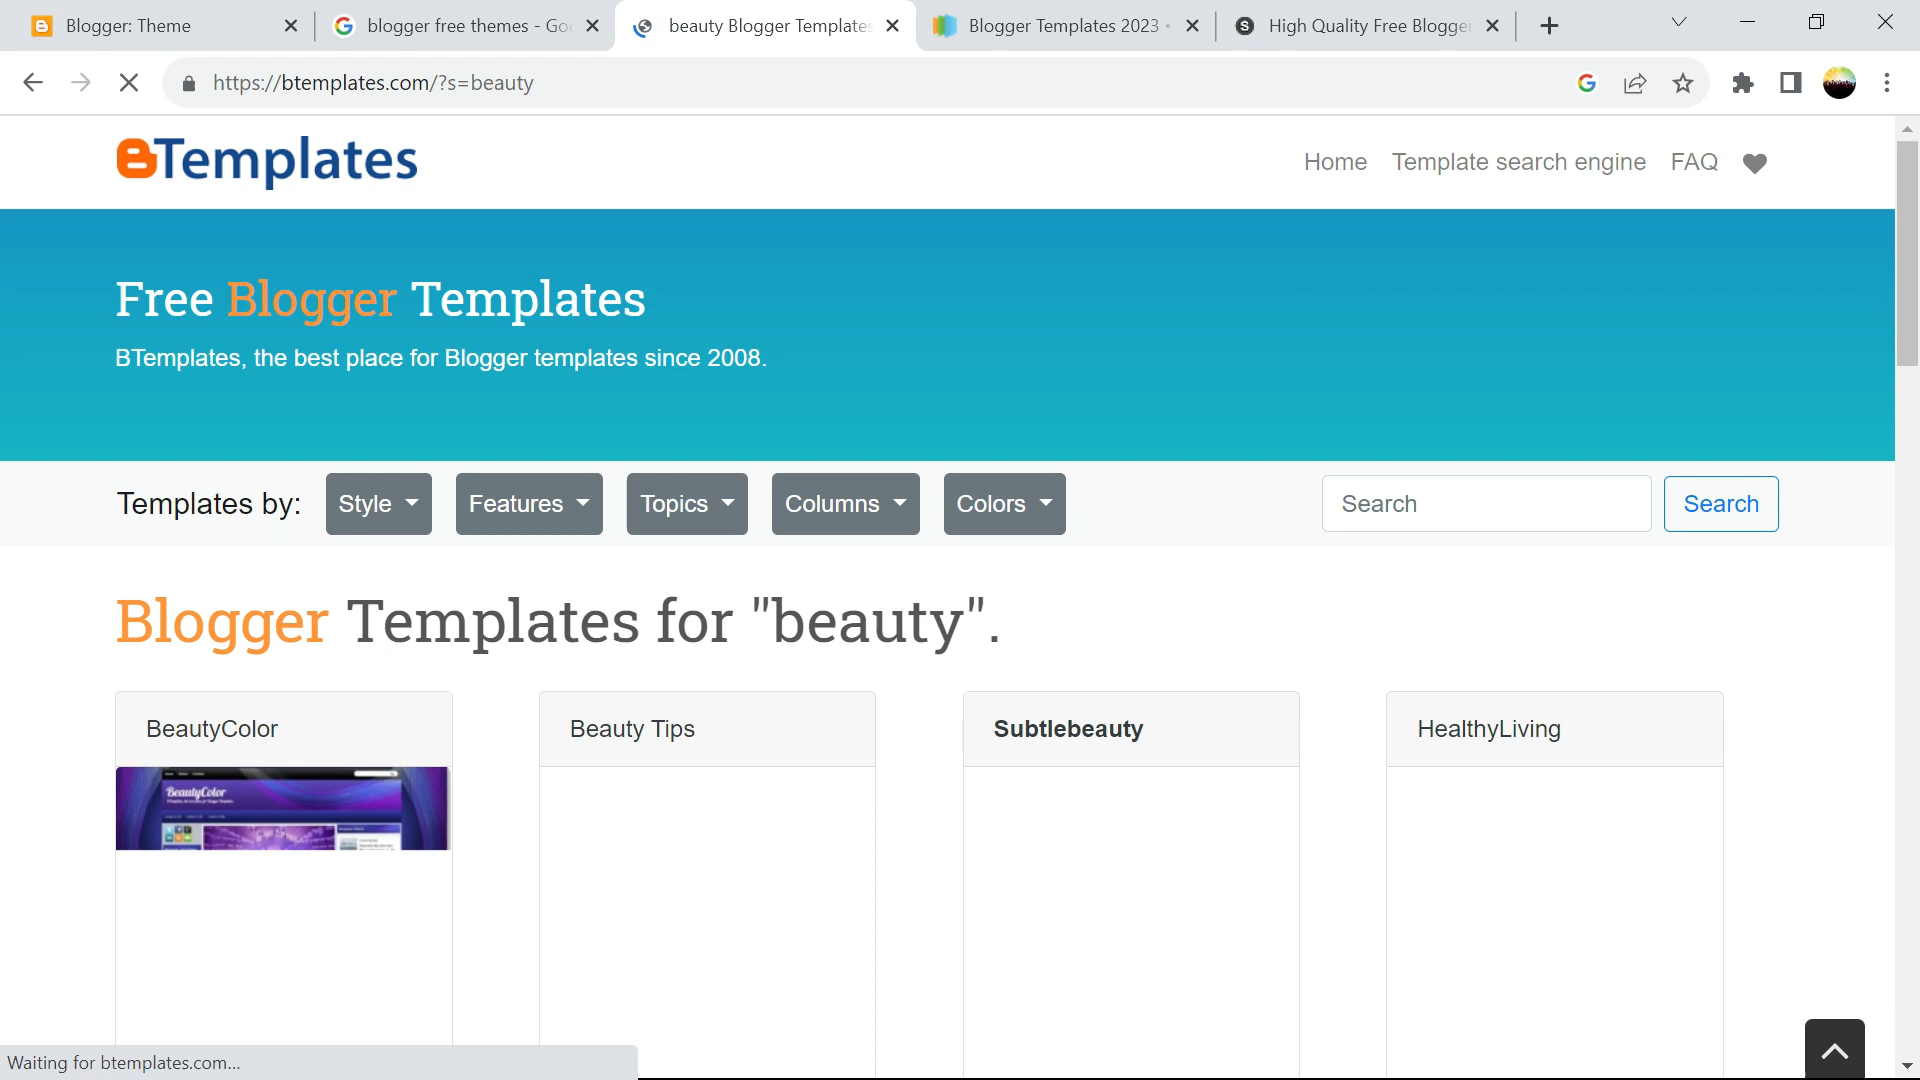 Blogger: Theme
blogger free themes - Go
beauty Blogger Templates
Blogger Templates 2023
High Quality Free Blogger
https://btemplates.com/?s=beauty
BTemplates
Home Template search engine FAQ
Free Blogger Templates
BTemplates, the best place for Blogger templates since 2008.
Templates by: Style Features Topics Columns Colors Search Search
Blogger Templates for "beauty".
BeautyColor
Beauty Tips
Subtlebeauty
HealthyLiving
BeautyColor
Waiting for btemplates.com...